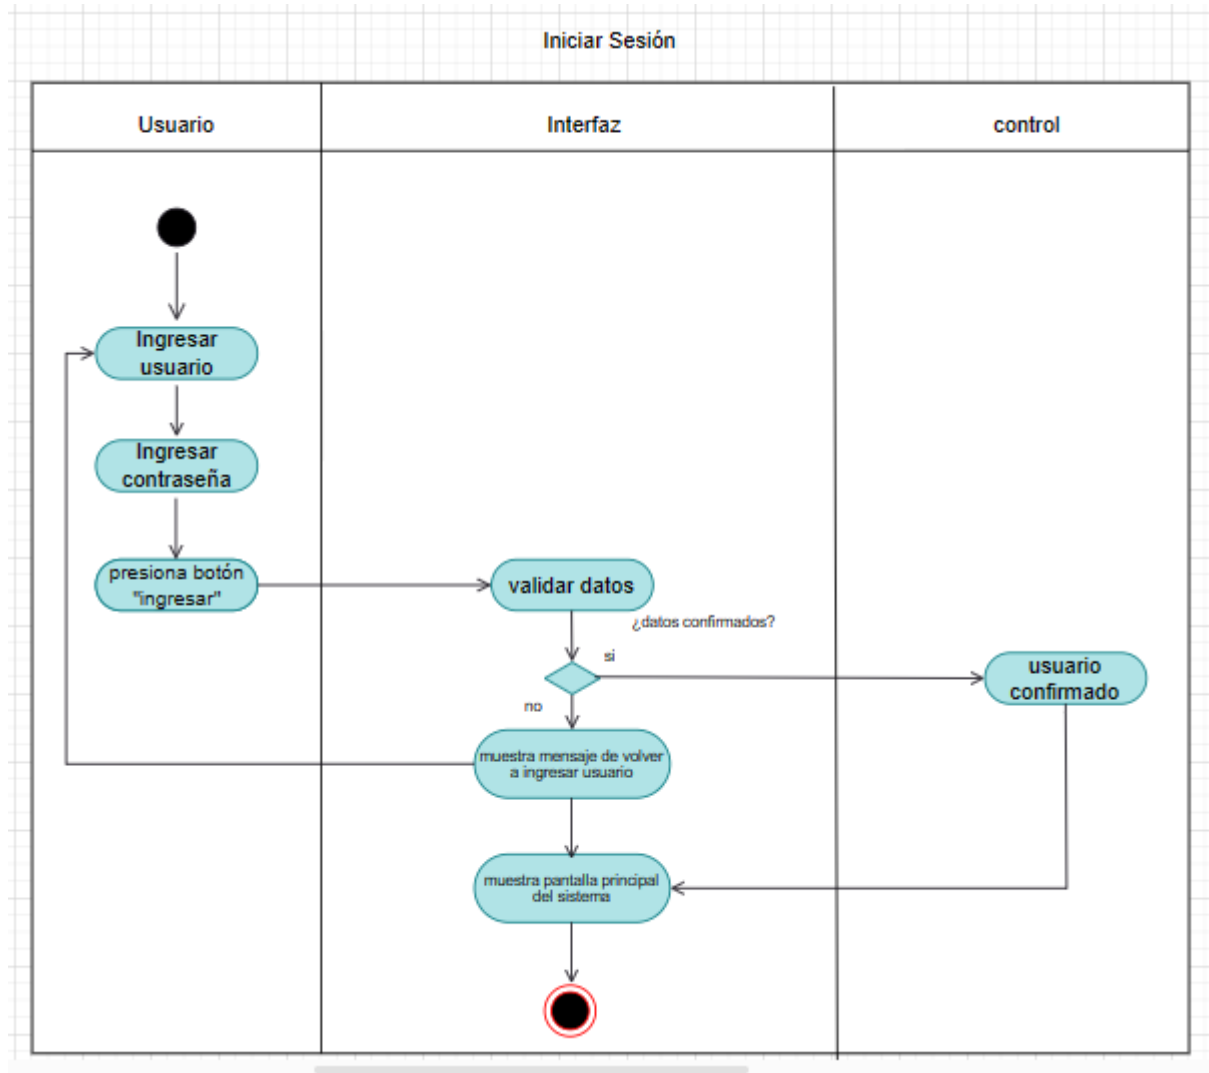 Iniciar Sesión
Usuario
Interfaz
control
Ingresar
usuario
Ingresar
contraseña
presiona botón
"ingresar"
validar datos
¿datos confirmados?
si
usuario
confirmado
no
muestra mensaje de volver
a ingresar usuario
muestra pantalla principal
del sistema